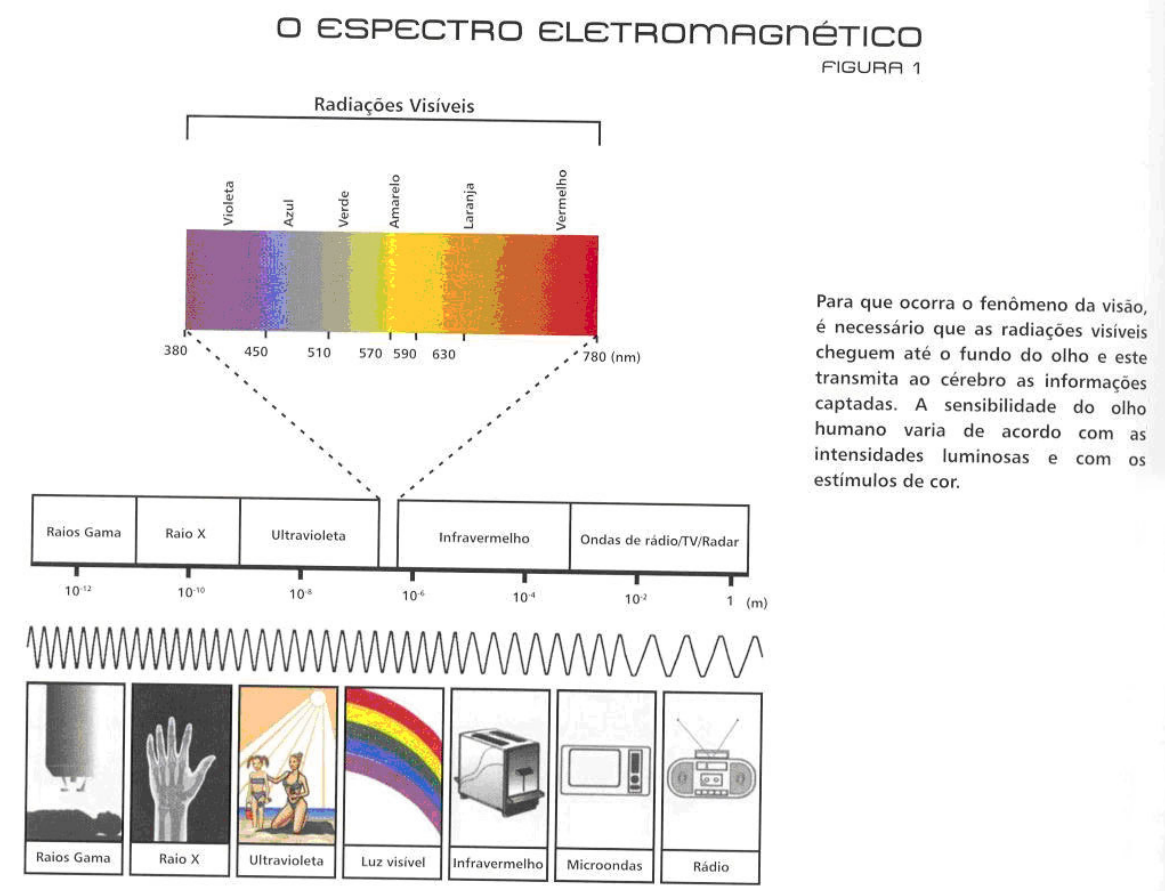 O ESPECTRO ELETROMAGNÉTICO
FIGURA 1
Radiações Visíveis
Violeta
Azul
Verde
Amarelo
Laranja
Vermelho
380 450 510 570 590 630 780 (nm)
Para que ocorra o fenômeno da visão,
é necessário que as radiações visíveis
cheguem até o fundo do olho e este
transmita ao cérebro as informações
captadas. A sensibilidade do olho
humano varia de acordo com as
intensidades luminosas e com os
estímulos de cor.
Raios Gama Raio X Ultravioleta Infravermelho Ondas de rádio/TV/Radar
10⁻¹² 10⁻¹⁰ 10⁻⁸ 10⁻⁶ 10⁻⁴ 10⁻² 1 (m)
Raios Gama Raio X Ultravioleta Luz visível Infravermelho Microondas Rádio